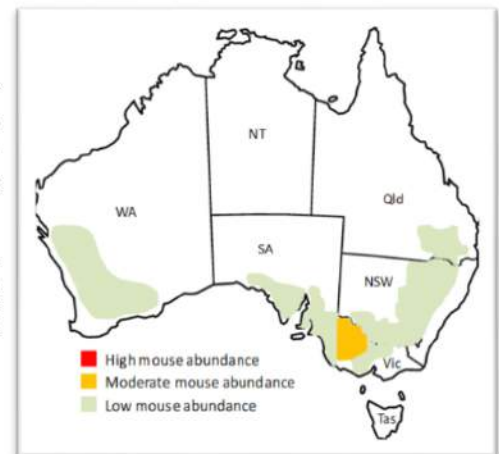 NT
Qld
WA
SA
NSW
High mouse abundance
Moderate mouse abundance
Low mouse abundance
Vic
Tas